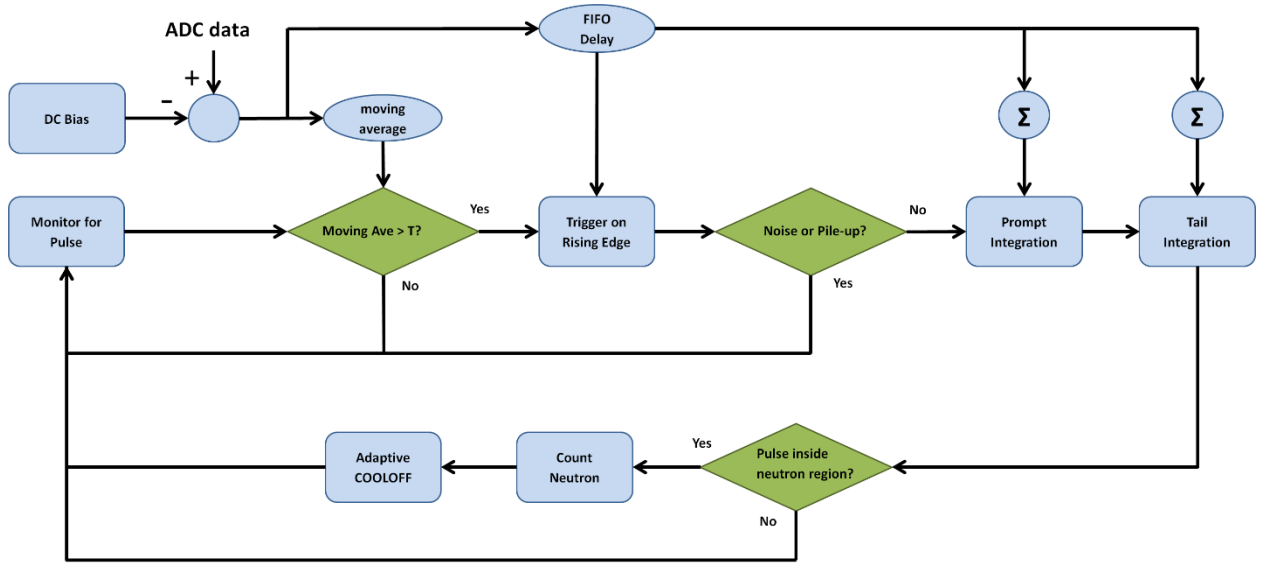 ADC data
FIFO
Delay
+
–
DC Bias
moving
average
Σ
Σ
Monitor for
Pulse
Moving Ave > T?
Yes
Trigger on
Rising Edge
Noise or Pile-up?
No
Prompt
Integration
Tail
Integration
No
Yes
Adaptive
COOLOFF
Count
Neutron
Yes
Pulse inside
neutron region?
No